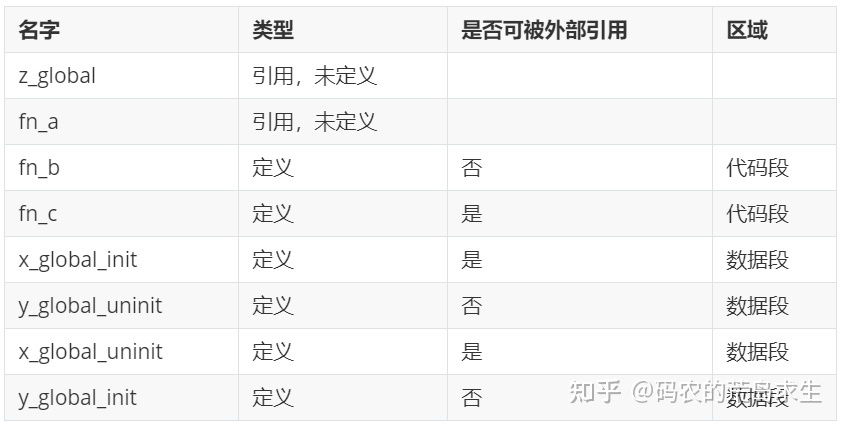 名字 类型 是否可被外部引用 区域
z_global 引用，未定义
fn_a 引用，未定义
fn_b 定义 否 代码段
fn_c 定义 是 代码段
x_global_init 定义 是 数据段
y_global_uninit 定义 否 数据段
x_global_uninit 定义 是 数据段
y_global_init 定义 否 数据段
知乎 @码农的荒岛求生